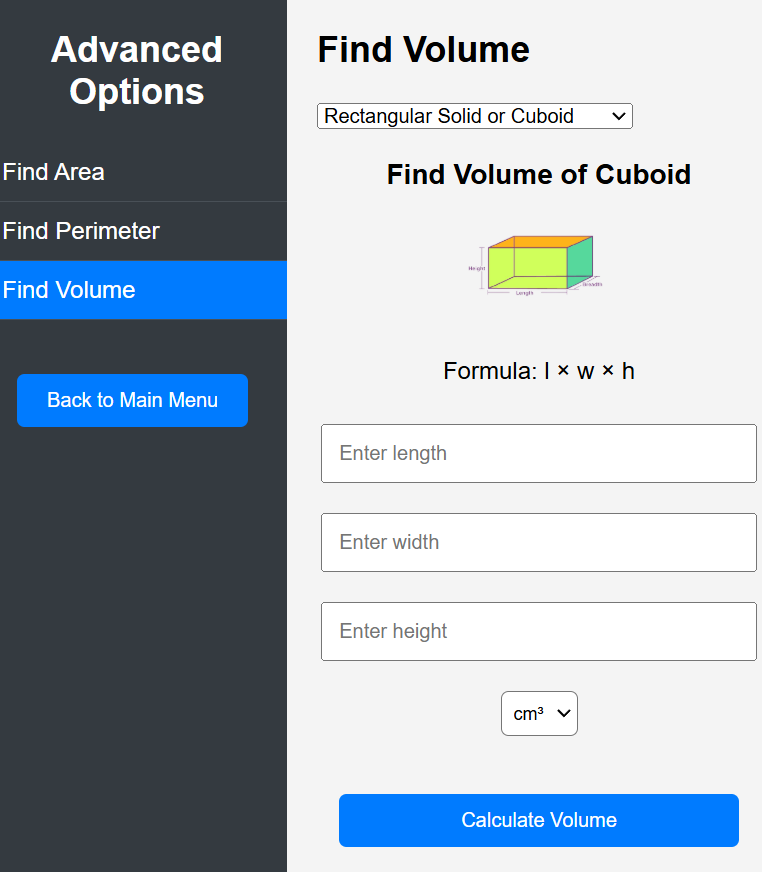 Advanced
Options
Find Area
Find Perimeter
Find Volume
Back to Main Menu
Find Volume
Rectangular Solid or Cuboid
Find Volume of Cuboid
Height
Breadth
Length
Formula: l × w × h
Enter length
Enter width
Enter height
cm³
Calculate Volume